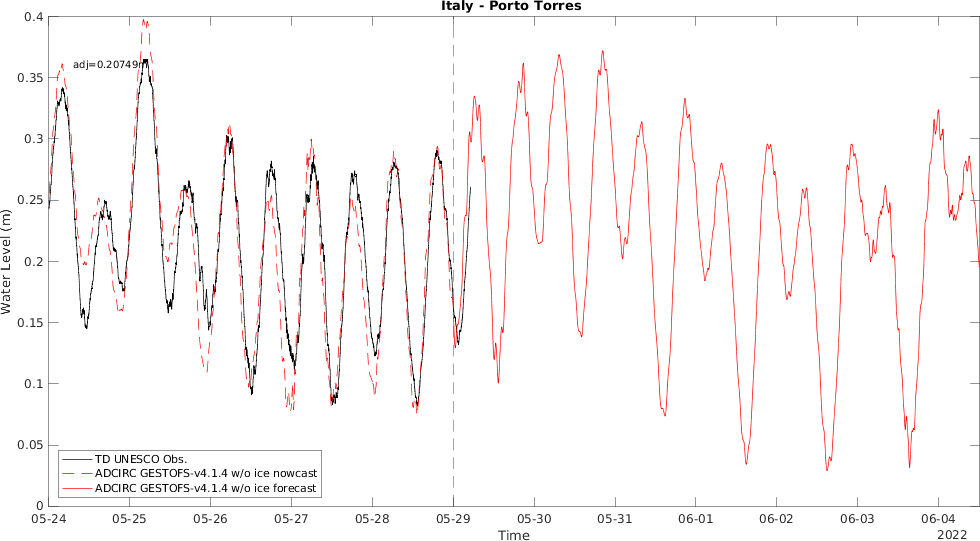 Italy - Porto Torres
0.4
0.35
0.3
0.25
0.2
0.15
0.1
0.05
0
Water Level (m)
adj=0.20749m
TD UNESCO Obs.
ADCIRC GESTOFS-v4.1.4 w/o ice nowcast
ADCIRC GESTOFS-v4.1.4 w/o ice forecast
05-24 05-25 05-26 05-27 05-28 05-29 05-30 05-31 06-01 06-02 06-03 06-04
Time
2022